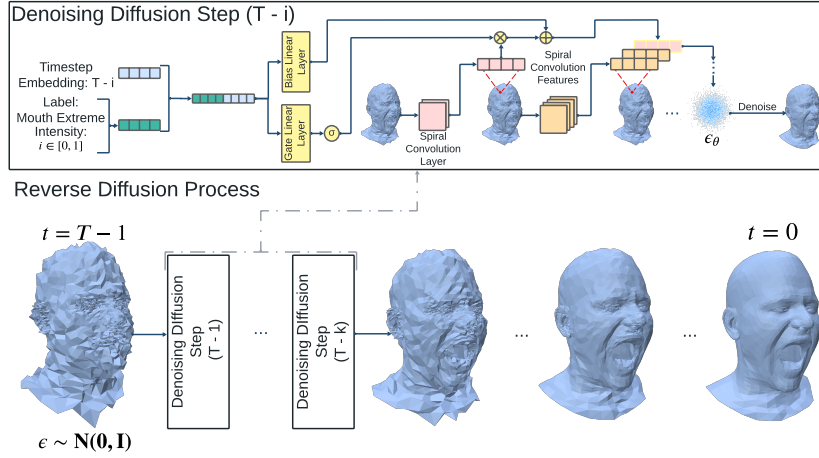 Denoising Diffusion Step (T - i)
Timestep
Embedding: T - i
Label:
Mouth Extreme
Intensity:
i ∈ [0, 1]
Bias Linear
Layer
Gate Linear
Layer
σ
Spiral
Convolution
Layer
Spiral
Convolution
Features
...
...
Denoise
ϵθ
Reverse Diffusion Process
t = T − 1
t = 0
Denoising Diffusion
Step
(T - 1)
...
Denoising Diffusion
Step
(T - k)
...
...
ϵ ∼ N(0, I)